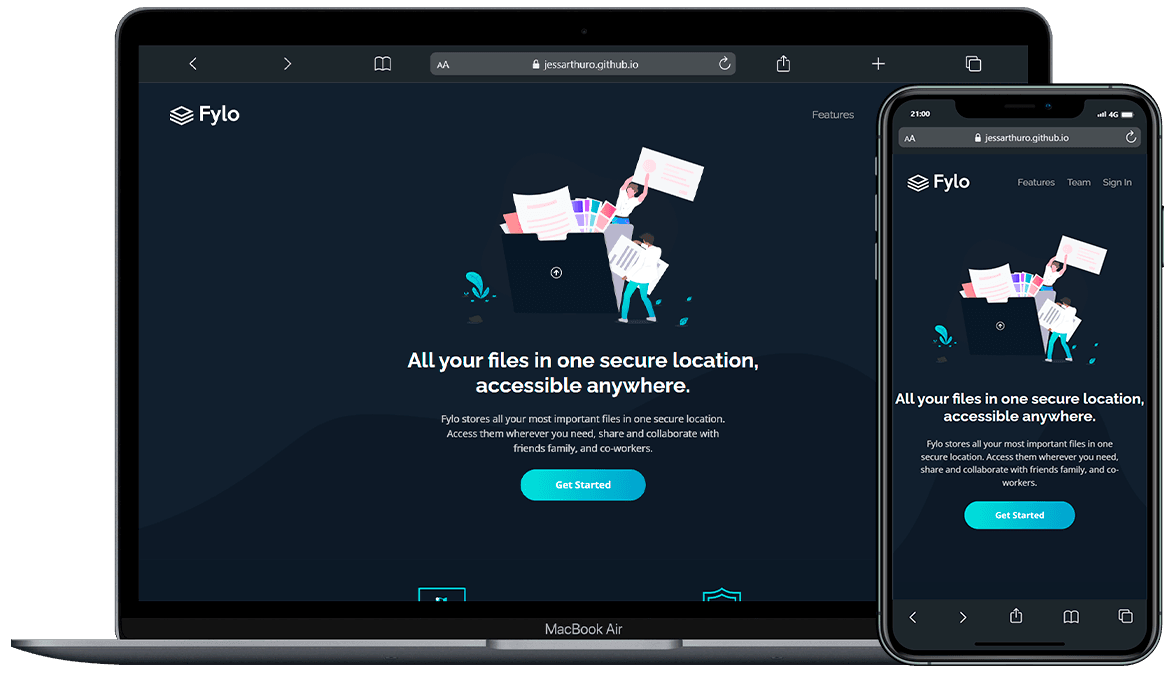 AA
jessarthuro.github.io
Fylo
Features
All your files in one secure location,
accessible anywhere.
Fylo stores all your most important files in one secure location.
Access them wherever you need, share and collaborate with
friends family, and co-workers.
Get Started
MacBook Air
21:00
4G
AA
jessarthuro.github.io
Fylo
Features Team Sign In
All your files in one secure location,
accessible anywhere.
Fylo stores all your most important files in one
secure location. Access them wherever you need,
share and collaborate with friends family, and co-
workers.
Get Started